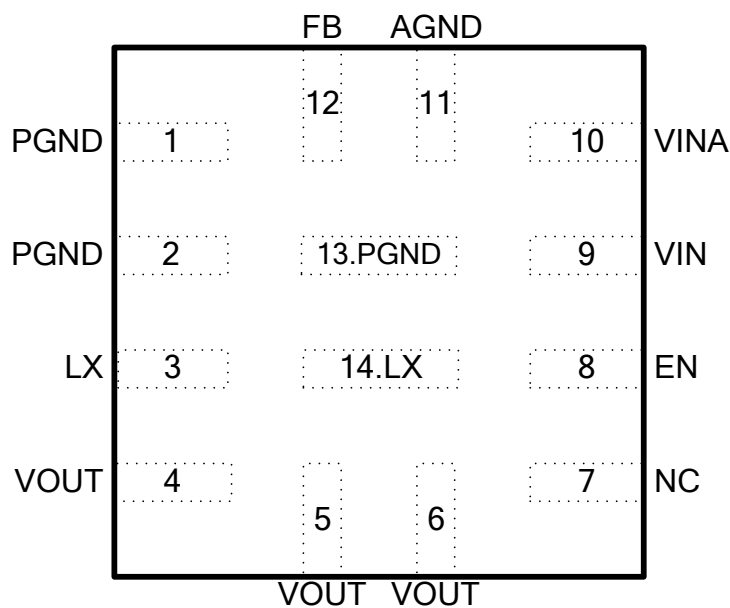 FB AGND
12 11
PGND 1 10 VINA
PGND 2 13.PGND 9 VIN
LX 3 14.LX 8 EN
VOUT 4 7 NC
5 6
VOUT VOUT